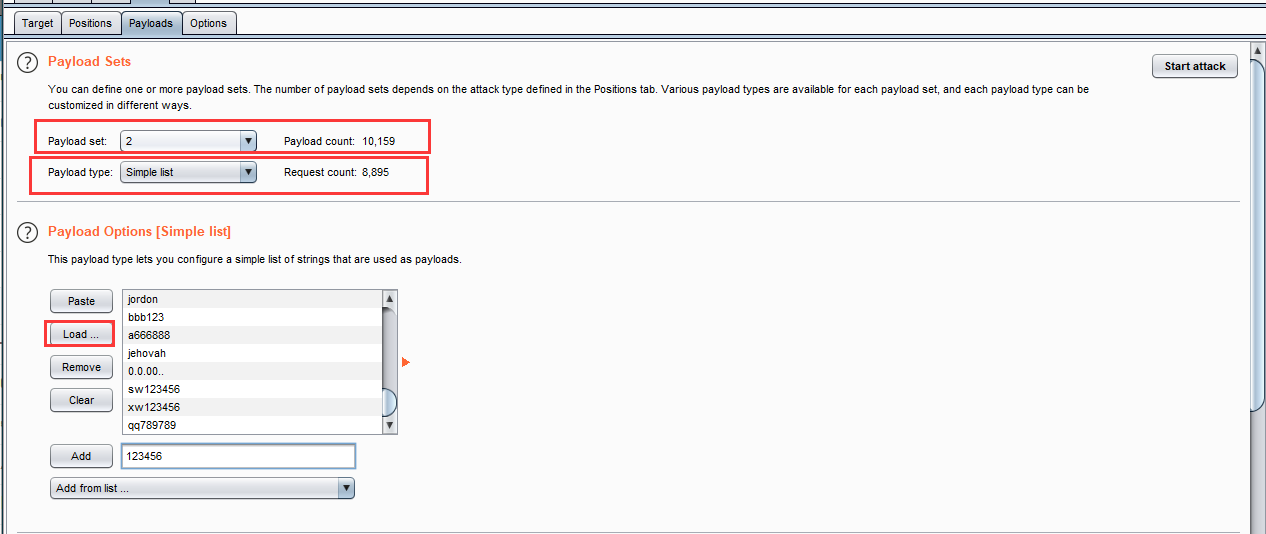 Target Positions Payloads Options
? Payload Sets
Start attack
You can define one or more payload sets. The number of payload sets depends on the attack type defined in the Positions tab. Various payload types are available for each payload set, and each payload type can be
customized in different ways.
Payload set: 2 Payload count: 10,159
Payload type: Simple list Request count: 8,895
? Payload Options [Simple list]
This payload type lets you configure a simple list of strings that are used as payloads.
Paste
Load ...
Remove
Clear
jordon
bbb123
a666888
jehovah
0.0.00..
sw123456
xw123456
qq789789
Add 123456
Add from list ...